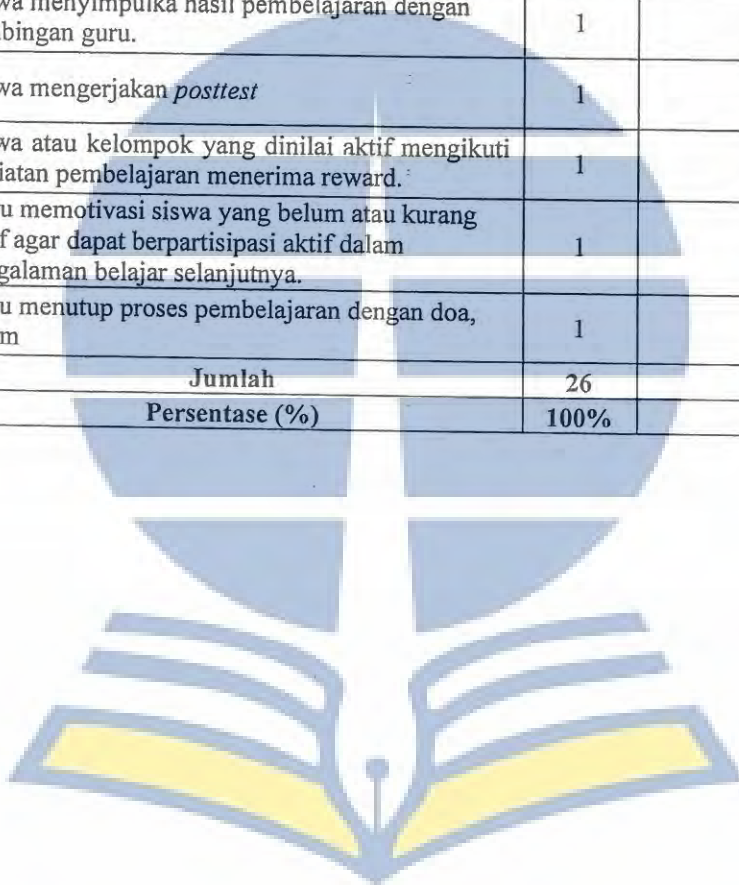 wa menyimpulka hasil pembelajaran dengan
bingan guru.
1
wa mengerjakan posttest
1
wa atau kelompok yang dinilai aktif mengikuti
iatan pembelajaran menerima reward.
1
u memotivasi siswa yang belum atau kurang
f agar dapat berpartisipasi aktif dalam
galaman belajar selanjutnya.
1
u menutup proses pembelajaran dengan doa,
m
1
Jumlah 26
Persentase (%) 100%